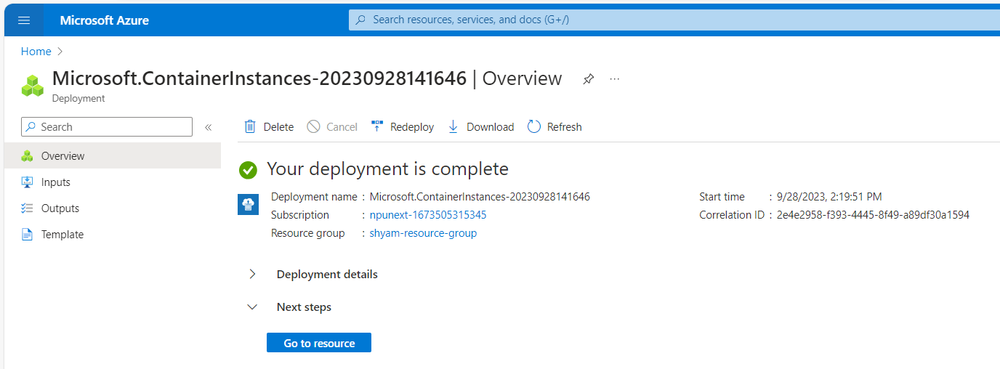 Microsoft Azure
Search resources, services, and docs (G+/)
Home
Microsoft.ContainerInstances-20230928141646 | Overview
Deployment
Search
Delete Cancel Redeploy Download Refresh
Overview
Inputs
Outputs
Template
Your deployment is complete
Deployment name : Microsoft.ContainerInstances-20230928141646
Subscription : npunext-1673505315345
Resource group : shyam-resource-group
Start time : 9/28/2023, 2:19:51 PM
Correlation ID : 2e4e2958-f393-4445-8f49-a89df30a1594
Deployment details
Next steps
Go to resource